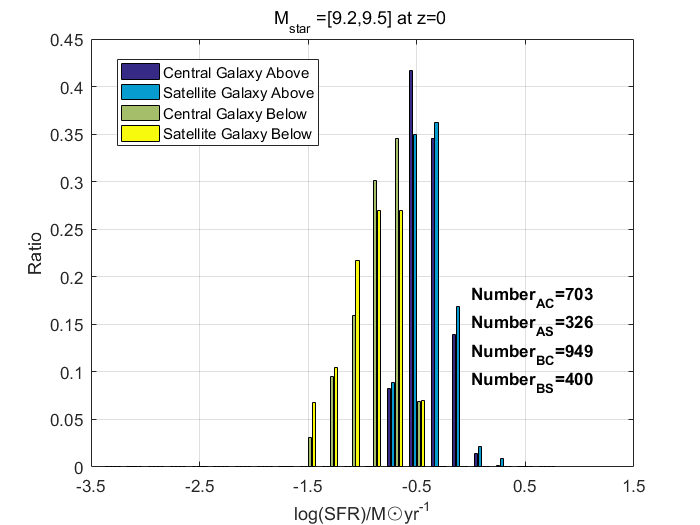 M_star =[9.2,9.5] at z=0
0.45
0.4
0.35
0.3
0.25
0.2
0.15
0.1
0.05
0
Ratio
Central Galaxy Above
Satellite Galaxy Above
Central Galaxy Below
Satellite Galaxy Below
Number_AC=703
Number_AS=326
Number_BC=949
Number_BS=400
-3.5 -2.5 -1.5 -0.5 0.5 1.5
log(SFR)/M☉yr^-1